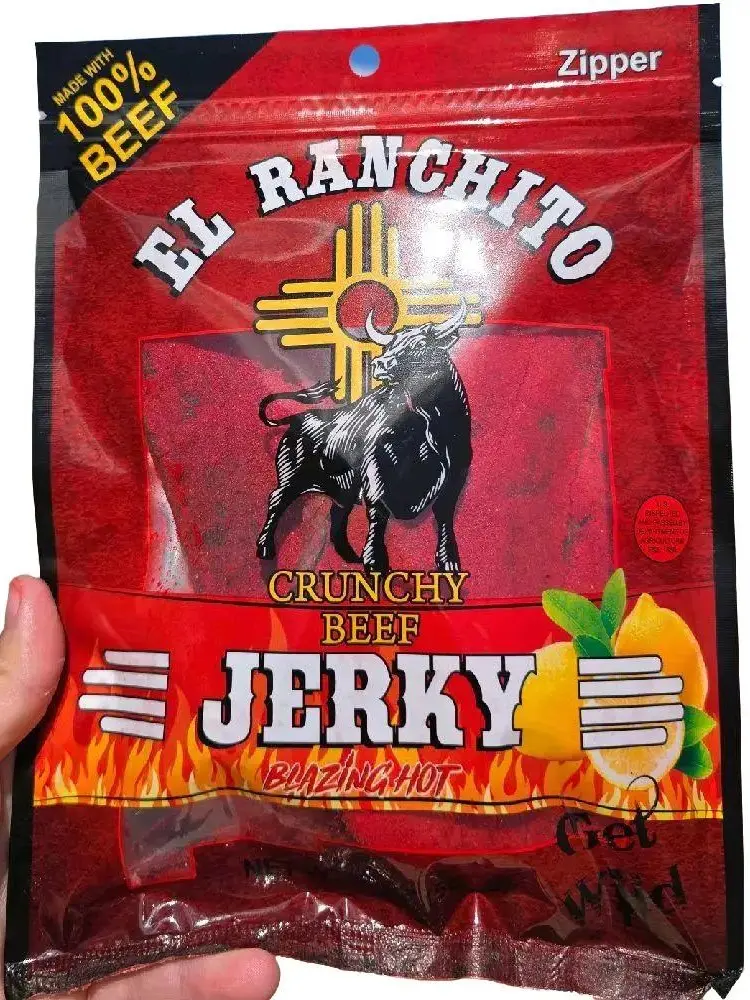 MADE WITH
100%
BEEF
Zipper
EL RANCHITO
CRUNCHY
BEEF
JERKY
BLAZING HOT
Get
Wild